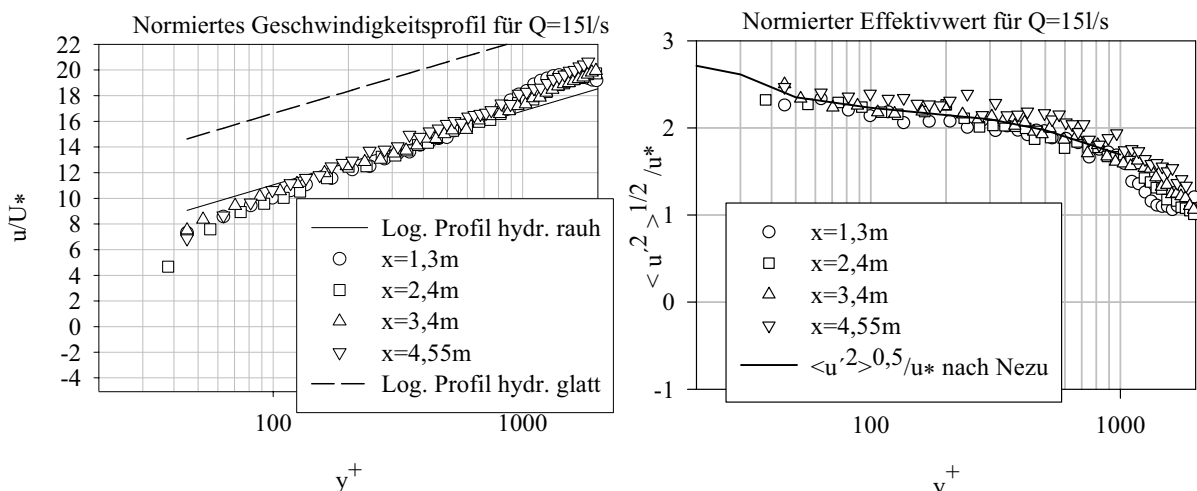 Normiertes Geschwindigkeitsprofil für Q=15l/s
22
20
18
16
14
12
10
8
6
4
2
0
-2
-4
u/U*
Log. Profil hydr. rauh
x=1,3m
x=2,4m
x=3,4m
x=4,55m
Log. Profil hydr. glatt
100
1000
y+
Normierter Effektivwert für Q=15l/s
3
2
1
0
-1
< u´2 >1/2/u*
x=1,3m
x=2,4m
x=3,4m
x=4,55m
<u´2>0,5/u* nach Nezu
100
1000
y+